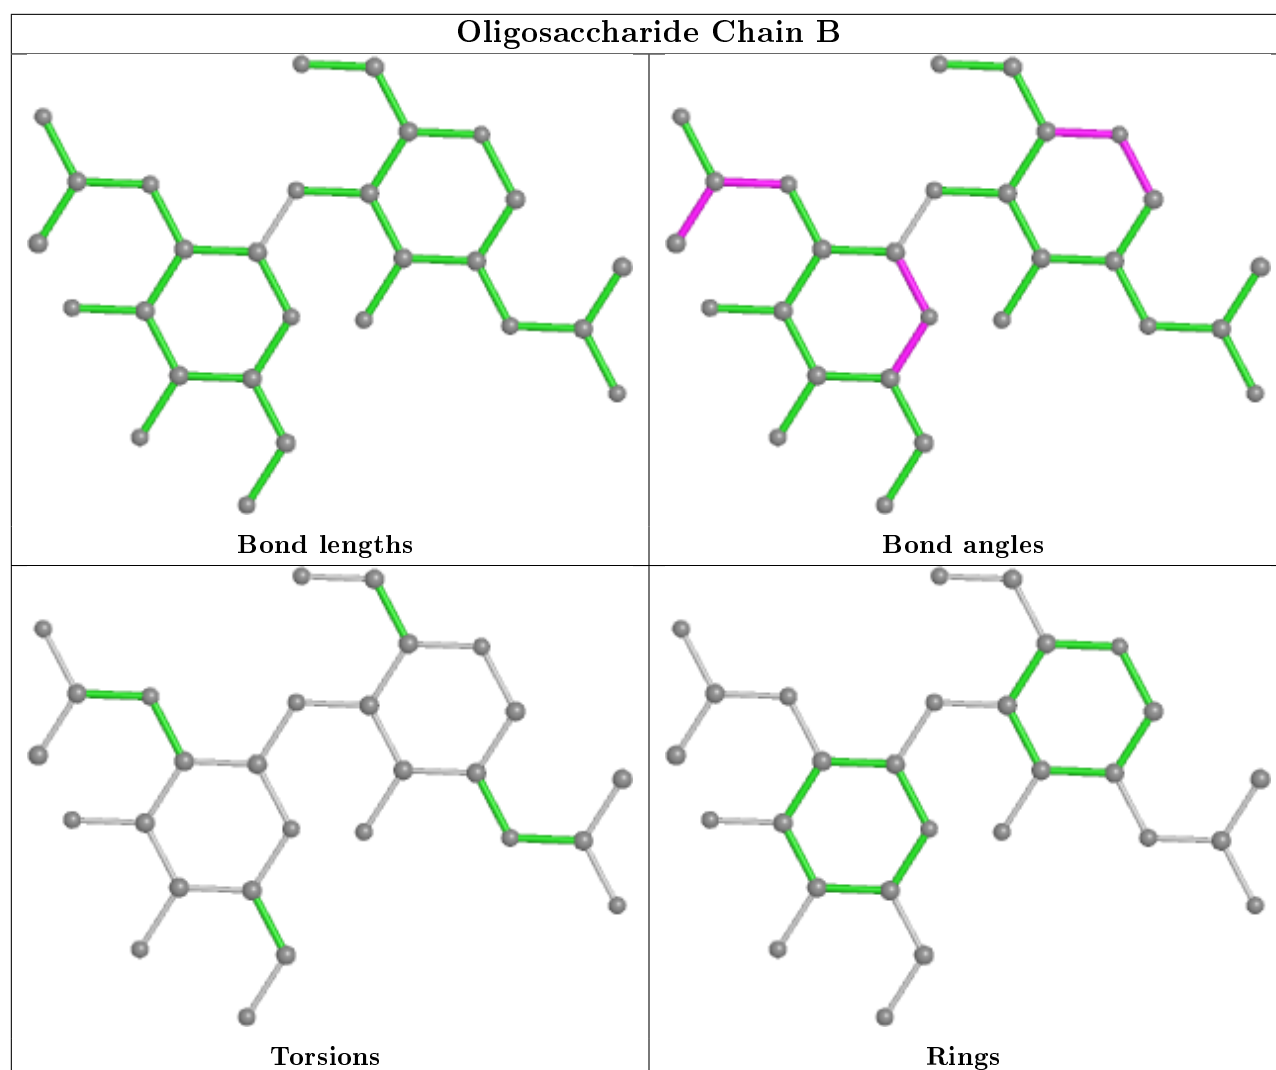 Oligosaccharide Chain B
Bond lengths
Bond angles
Torsions
Rings